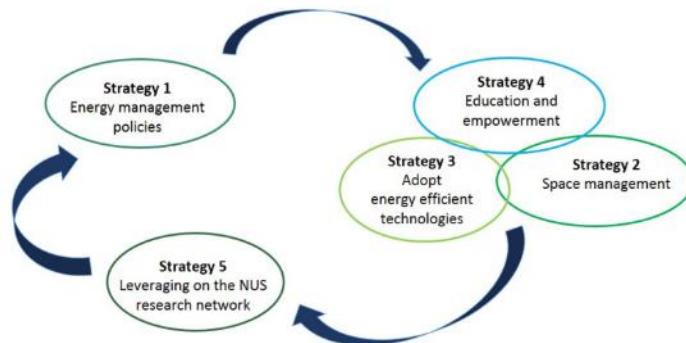 Strategy 1
Energy management
policies
Strategy 4
Education and
empowerment
Strategy 3
Adopt
energy efficient
technologies
Strategy 2
Space management
Strategy 5
Leveraging on the NUS
research network